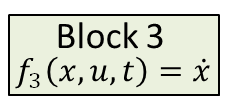 Block 3
f₃(x,u,t) = ẋ